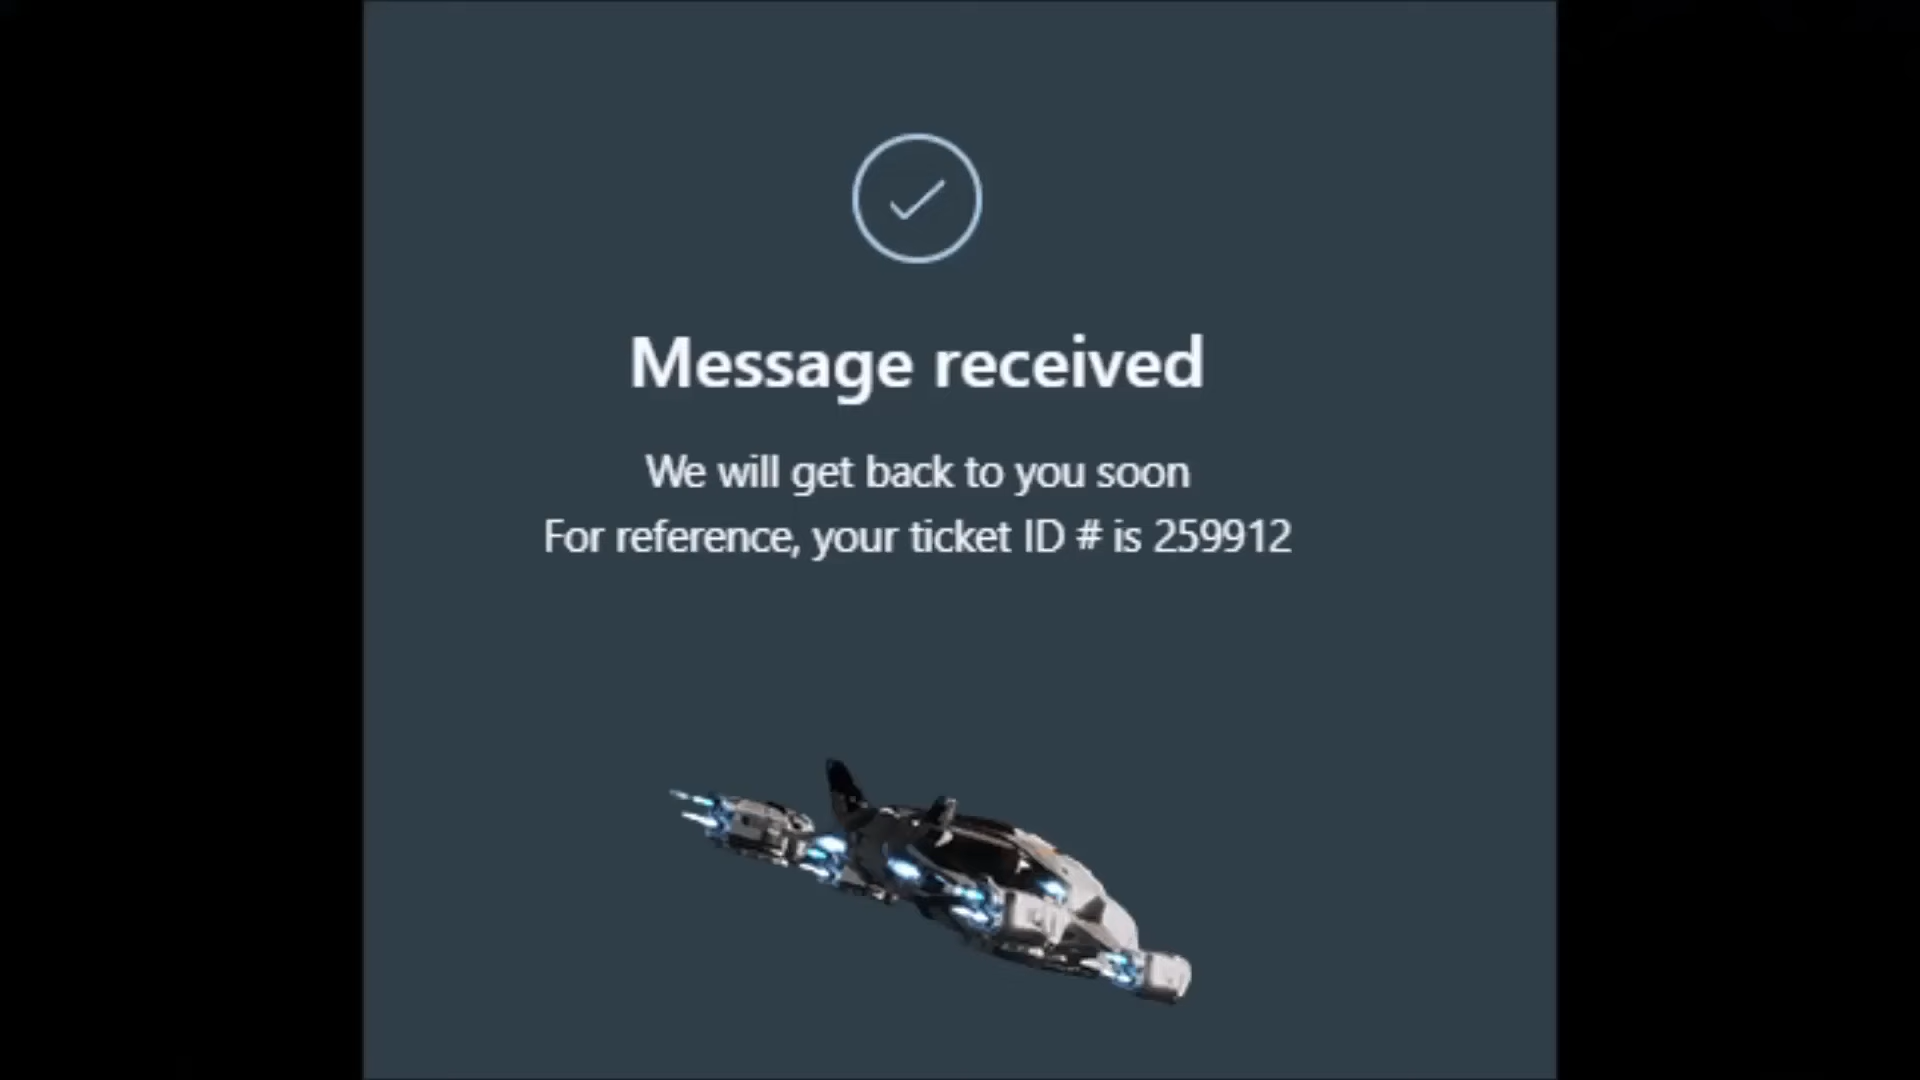 Message received
We will get back to you soon
For reference, your ticket ID # is 259912